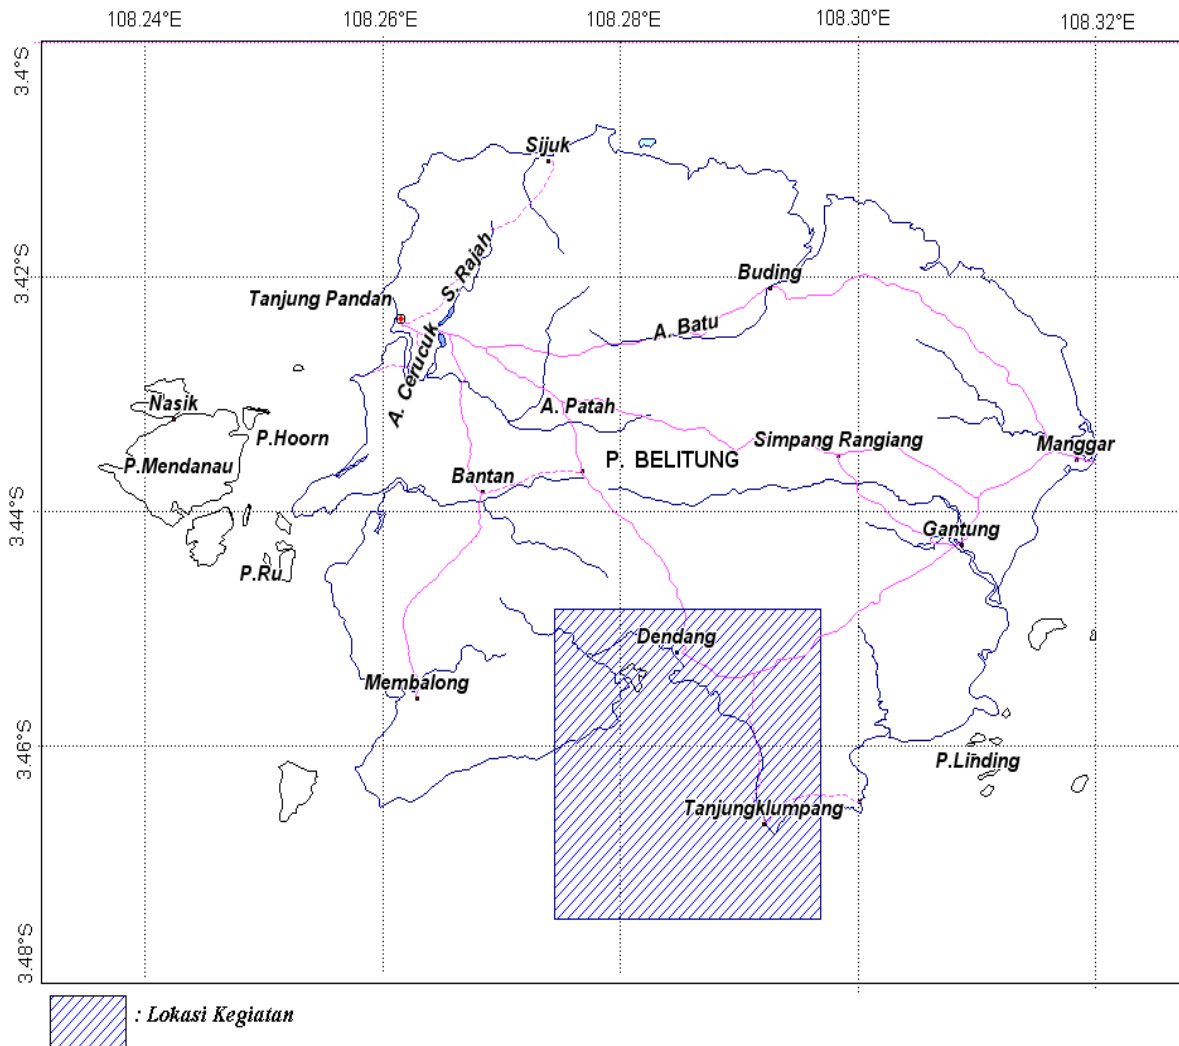 108.24°E
108.26°E
108.28°E
108.30°E
108.32°E
3.4°S
3.42°S
3.44°S
3.46°S
3.48°S
Sijuk
S. Rajah
Buding
Tanjung Pandan
A. Batu
A. Cerucuk
Nasik
A. Patah
P.Hoorn
Simpang Rangiang
Manggar
P.Mendanau
P. BELITUNG
Bantan
Gantung
P.Ru
Dendang
Membalong
P.Linding
Tanjungklumpang
: Lokasi Kegiatan